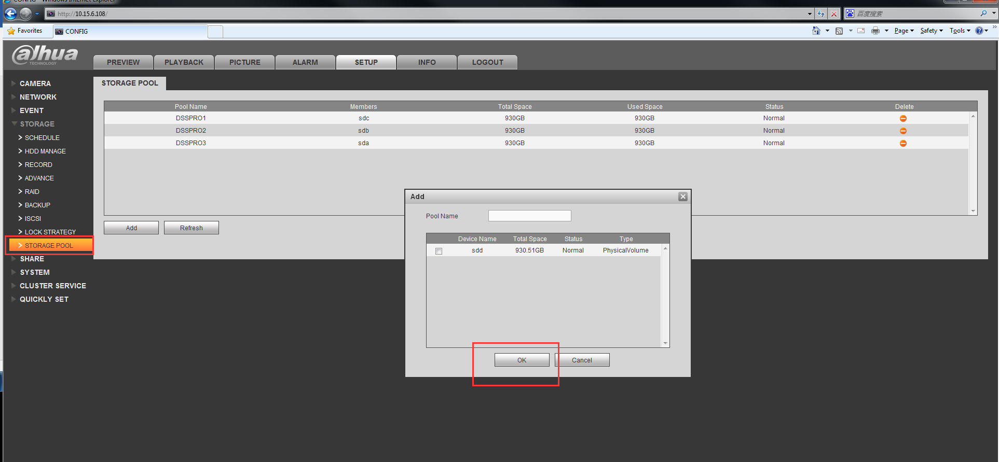 CONFIG - Windows Internet Explorer
http://10.15.6.108/
百度搜索
Favorites
CONFIG
Page
Safety
Tools
alhua
TECHNOLOGY
PREVIEW
PLAYBACK
PICTURE
ALARM
SETUP
INFO
LOGOUT
CAMERA
NETWORK
EVENT
STORAGE
SCHEDULE
HDD MANAGE
RECORD
ADVANCE
RAID
BACKUP
ISCSI
LOCK STRATEGY
STORAGE POOL
SHARE
SYSTEM
CLUSTER SERVICE
QUICKLY SET
STORAGE POOL
Pool Name Members Total Space Used Space Status Delete
DSSPRO1 sdc 930GB 930GB Normal
DSSPRO2 sdb 930GB 930GB Normal
DSSPRO3 sda 930GB 930GB Normal
Add
Refresh
Add
Pool Name
Device Name Total Space Status Type
sdd 930.51GB Normal PhysicalVolume
OK
Cancel